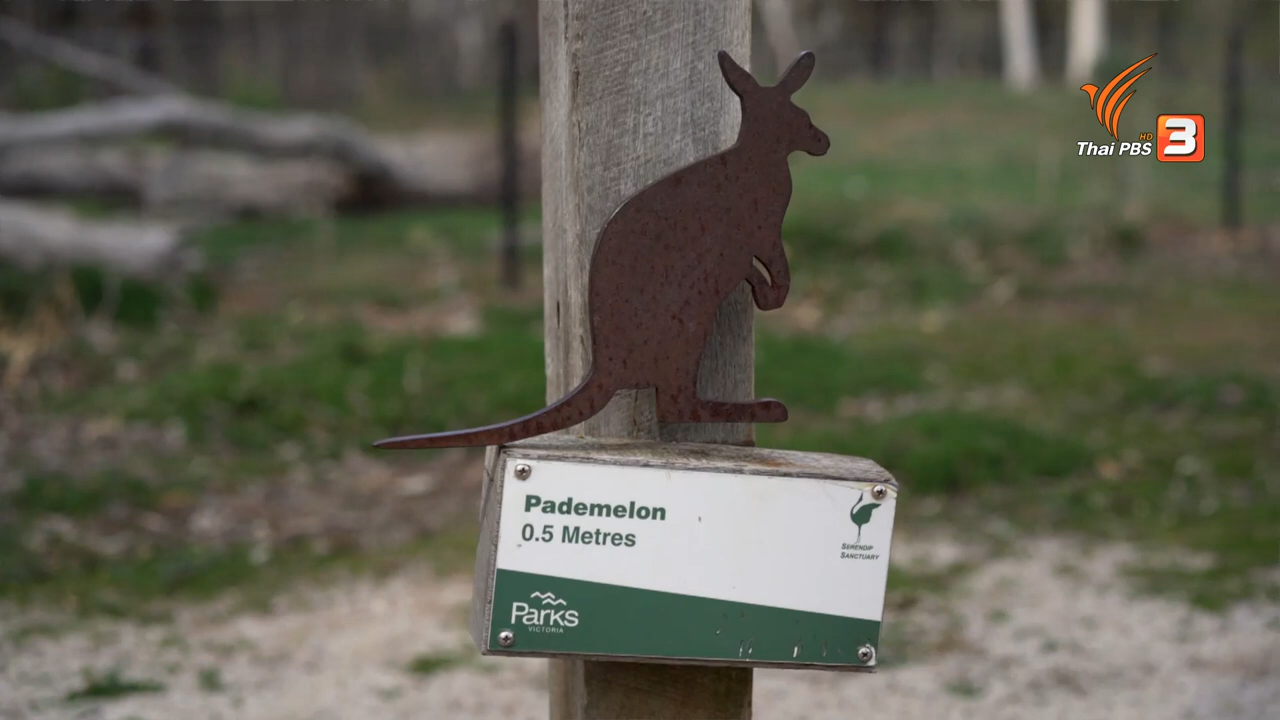 HD
Thai PBS 3
Pademelon
0.5 Metres
SERENDIP
SANCTUARY
Parks
VICTORIA